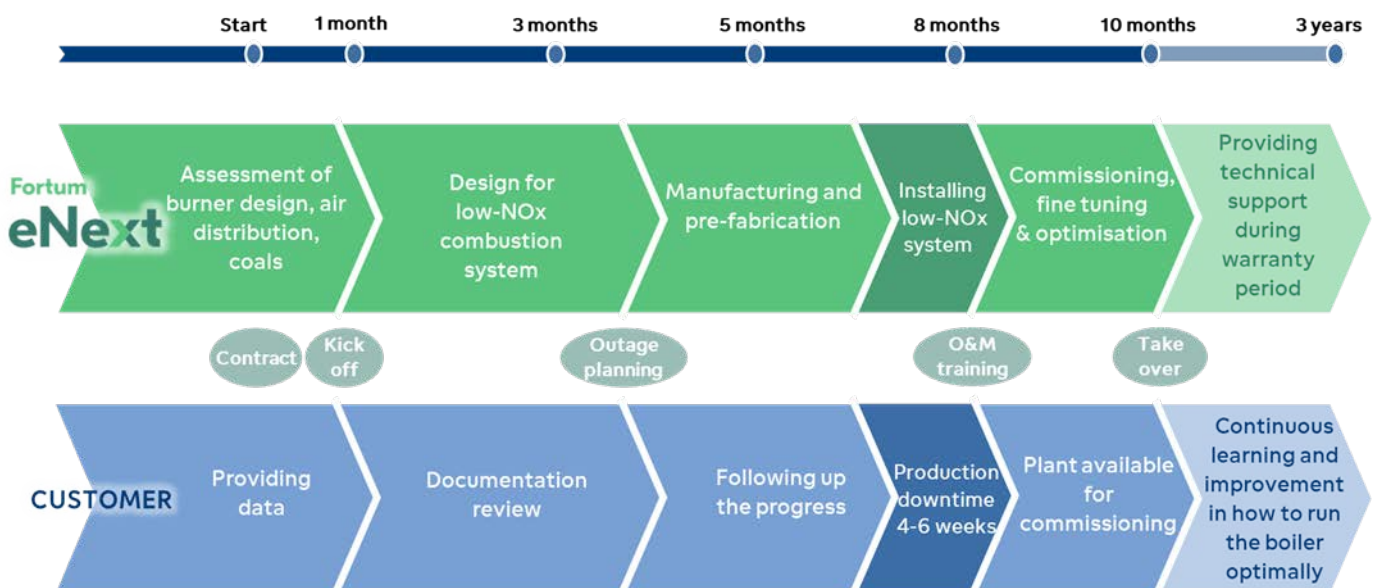 Start
1 month
3 months
5 months
8 months
10 months
3 years
Fortum
eNext
Assessment of
burner design, air
distribution,
coals
Design for
low-NOx
combustion
system
Manufacturing and
pre-fabrication
Installing
low-NOx
system
Commissioning,
fine tuning
& optimisation
Providing
technical
support
during
warranty
period
Contract
Kick
off
Outage
planning
O&M
training
Take
over
CUSTOMER
Providing
data
Documentation
review
Following up
the progress
Production
downtime
4-6 weeks
Plant available
for
commissioning
Continuous
learning and
improvement
in how to run
the boiler
optimally